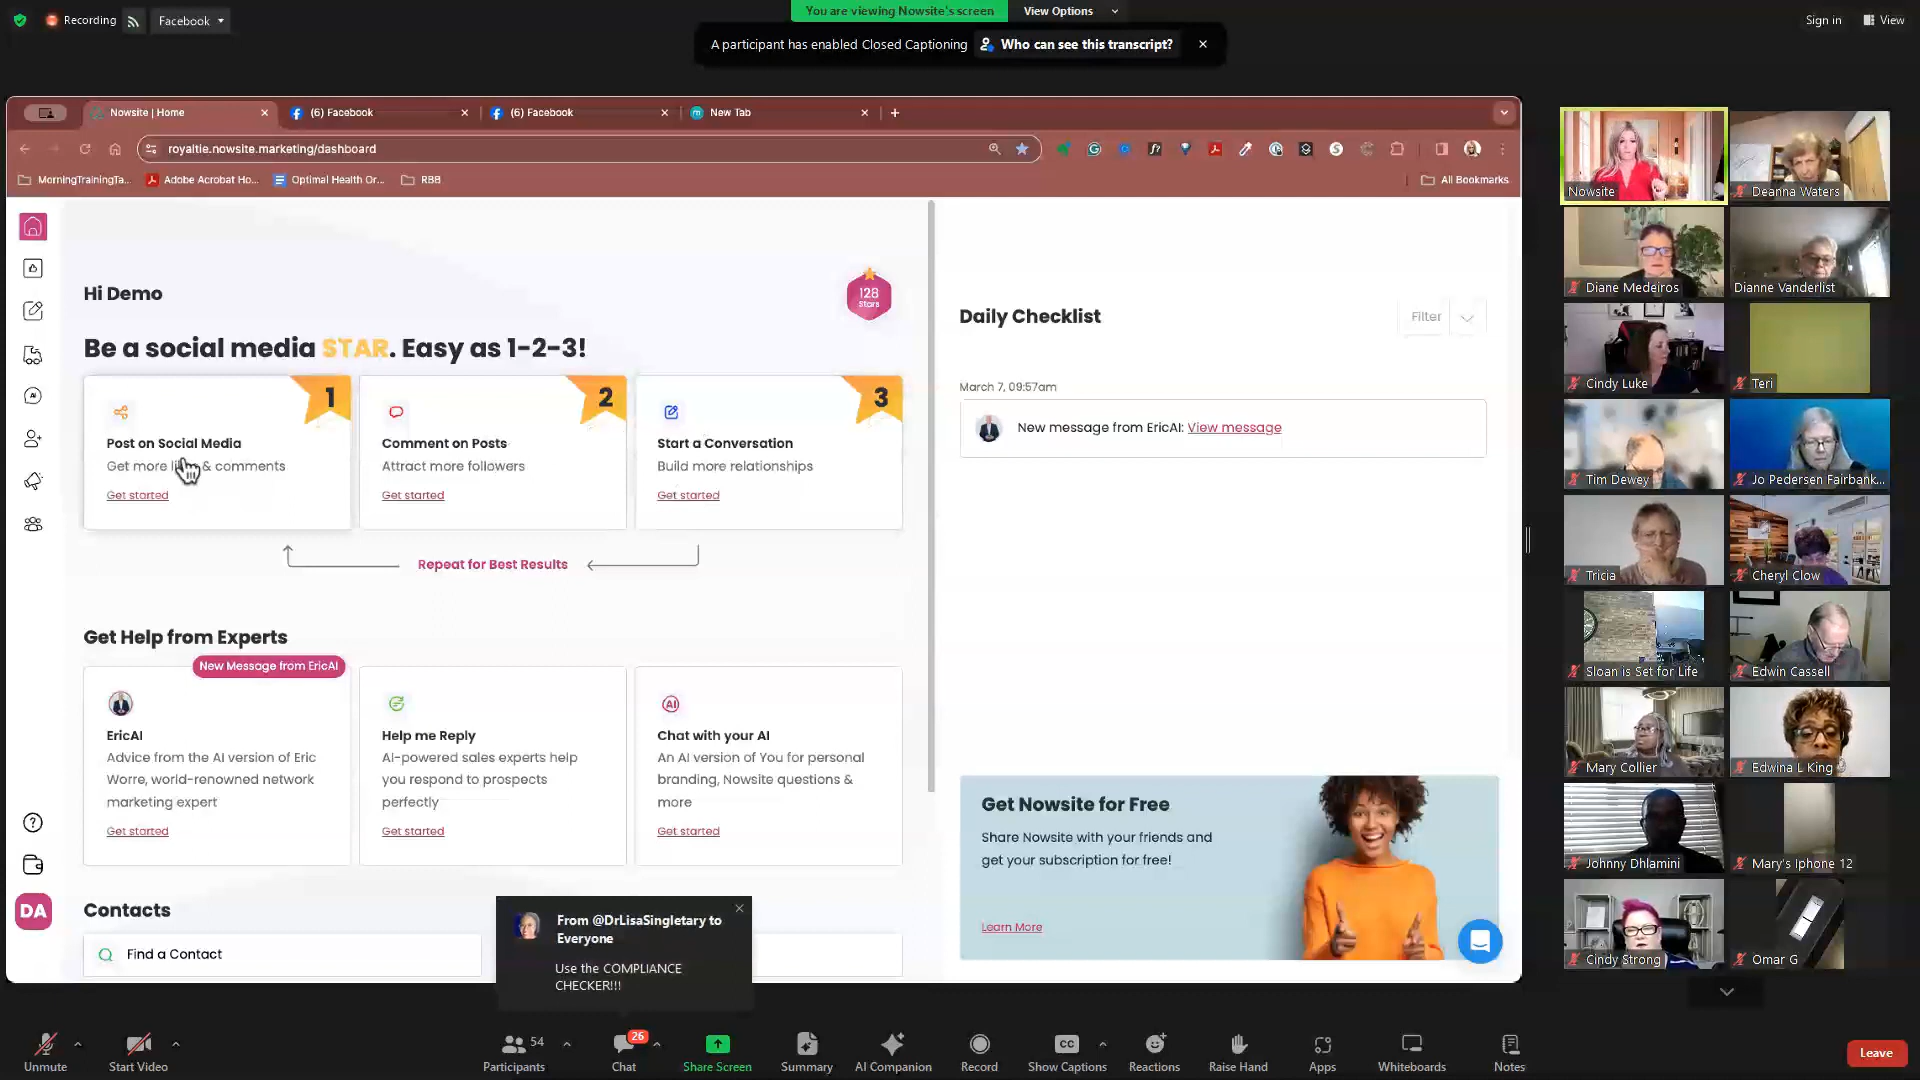 Recording
Facebook
You are viewing Nowsite's screen
View Options
Sign in
View
A participant has enabled Closed Captioning
Who can see this transcript?
Nowsite | Home
(6) Facebook
(6) Facebook
New Tab
royaltie.nowsite.marketing/dashboard
MorningTrainingTa...
Adobe Acrobat Ho...
Optimal Health Or...
RBB
All Bookmarks
Hi Demo
128
Stars
Be a social media STAR. Easy as 1-2-3!
1
Post on Social Media
Get more & comments
Get started
2
Comment on Posts
Attract more followers
Get started
3
Start a Conversation
Build more relationships
Get started
Repeat for Best Results
Get Help from Experts
New Message from EricAI
EricAI
Advice from the AI version of Eric
Worre, world-renowned network
marketing expert
Get started
Help me Reply
AI-powered sales experts help
you respond to prospects
perfectly
Get started
AI
Chat with your AI
An AI version of You for personal
branding, Nowsite questions &
more
Get started
Contacts
Find a Contact
DA
Daily Checklist
Filter
March 7, 09:57am
New message from EricAI: View message
Get Nowsite for Free
Share Nowsite with your friends and
get your subscription for free!
Learn More
From @DrLisaSingletary to
Everyone
Use the COMPLIANCE
CHECKER!!!
Nowsite
Deanna Waters
Diane Medeiros
Dianne Vanderlist
Cindy Luke
Teri
Tim Dewey
Jo Pedersen Fairbank...
Tricia
Cheryl Clow
Sloan is Set for Life
Edwin Cassell
Mary Collier
Edwina L King
Johnny Dhlamini
Mary's Iphone 12
Cindy Strong
Omar G
Unmute
Start Video
54
Participants
26
Chat
Share Screen
Summary
AI Companion
Record
CC
Show Captions
Reactions
Raise Hand
Apps
Whiteboards
Notes
Leave